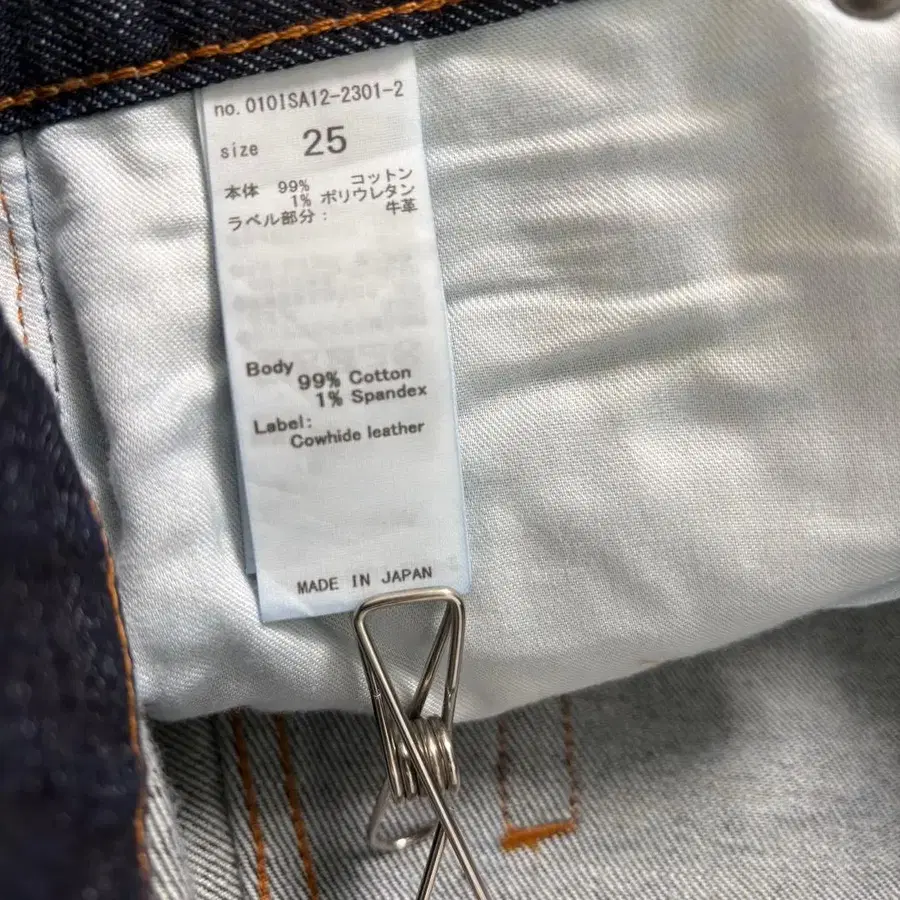 no. 0101SA12-2301-2
size 25
本体 99% コットン
1% ポリウレタン
ラベル部分： 牛革
Body
99% Cotton
1% Spandex
Label:
Cowhide leather
MADE IN JAPAN